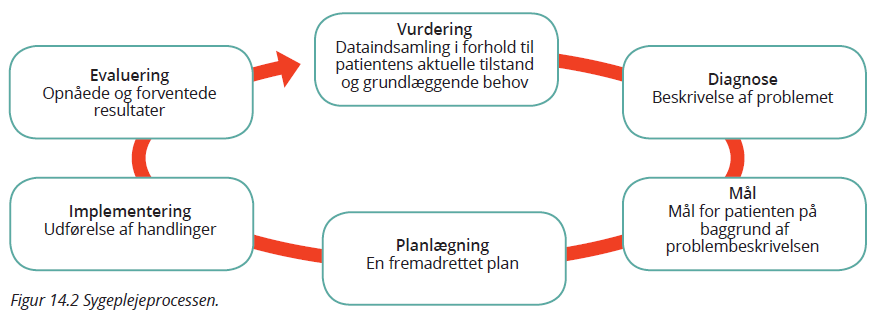 Vurdering
Dataindsamling i forhold til
patientens aktuelle tilstand
og grundlæggende behov
Diagnose
Beskrivelse af problemet
Mål
Mål for patienten på
baggrund af
problembeskrivelsen
Planlægning
En fremadrettet plan
Implementering
Udførelse af handlinger
Evaluering
Opnåede og forventede
resultater
Figur 14.2 Sygeplejeprocessen.